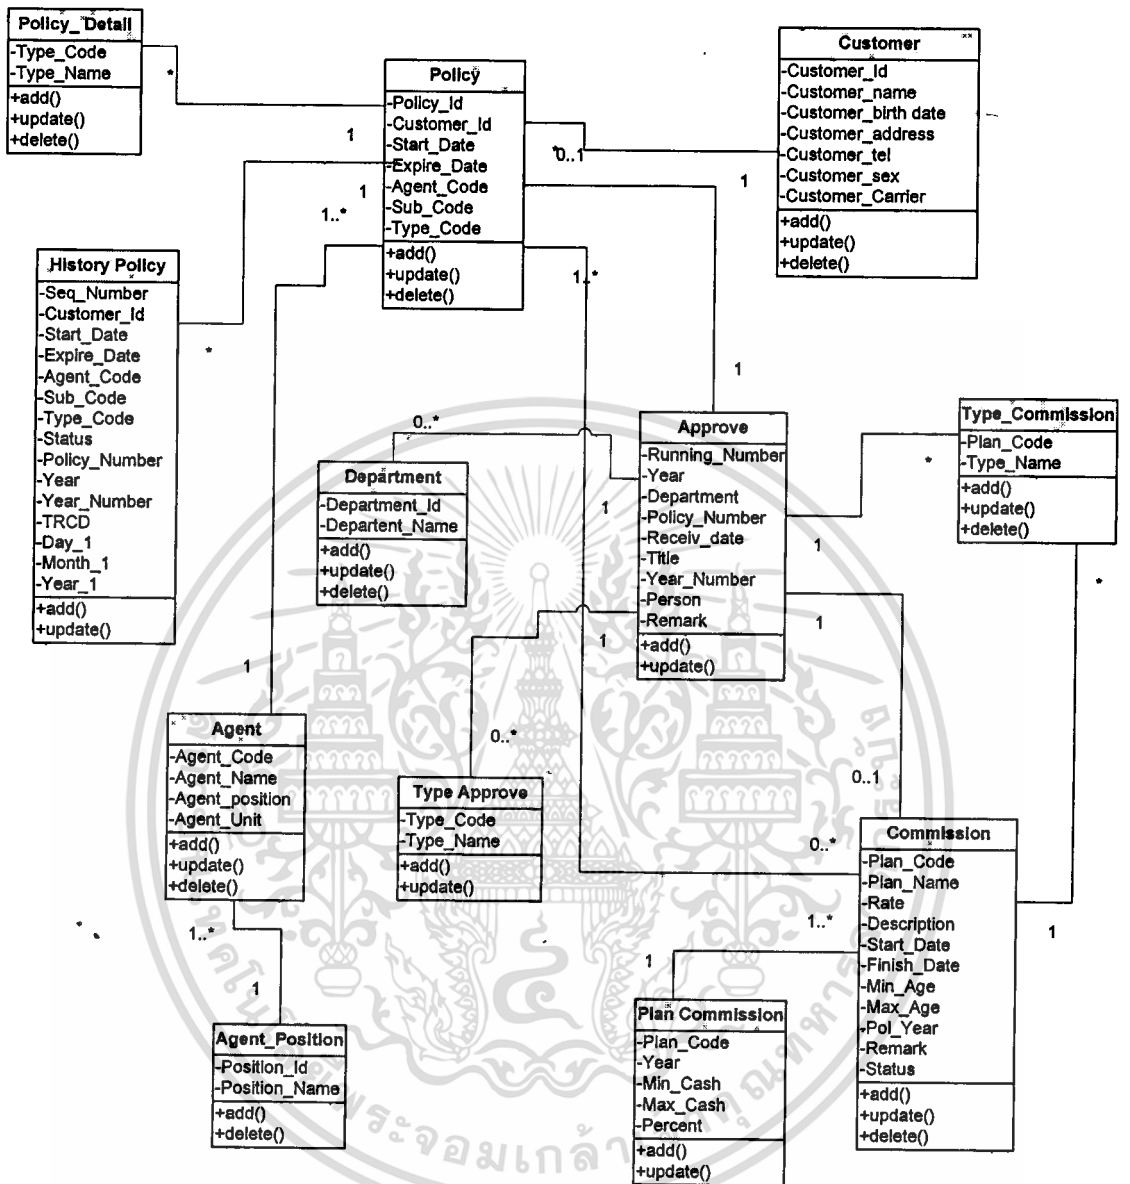 Policy_Detail
-Type_Code
-Type_Name
+add()
+update()
+delete()
*
1
Policy
-Policy_Id
-Customer_Id
-Start_Date
-Expire_Date
-Agent_Code
-Sub_Code
-Type_Code
+add()
+update()
+delete()
Customer
-Customer_Id
-Customer_name
-Customer_birth date
-Customer_address
-Customer_tel
-Customer_sex
-Customer_Carrier
+add()
+update()
+delete()
*0..1
1
1
1..*
1..*
History Policy
-Seq_Number
-Customer_Id
-Start_Date
-Expire_Date
-Agent_Code
-Sub_Code
-Type_Code
-Status
-Policy_Number
-Year
-Year_Number
-TRCD
-Day_1
-Month_1
-Year_1
+add()
+update()
*
1
0..*
Department
-Department_Id
-Departent_Name
+add()
+update()
+delete()
Approve
-Running_Number
-Year
-Department
-Policy_Number
-Receiv_date
-Title
-Year_Number
-Person
-Remark
+add()
+update()
1
1
1
1
Type_Commission
-Plan_Code
-Type_Name
+add()
+update()
+delete()
*
*
1
Agent
-Agent_Code
-Agent_Name
-Agent_position
-Agent_Unit
+add()
+update()
+delete()
0..*
Type Approve
-Type_Code
-Type_Name
+add()
+update()
0..1
0..*
Commission
-Plan_Code
-Plan_Name
-Rate
-Description
-Start_Date
-Finish_Date
-Min_Age
-Max_Age
-Pol_Year
-Remark
-Status
+add()
+update()
+delete()
1..*
1
1..*
1
1
Agent_Position
-Position_Id
-Position_Name
+add()
+delete()
Plan Commission
-Plan_Code
-Year
-Min_Cash
-Max_Cash
-Percent
+add()
+update()